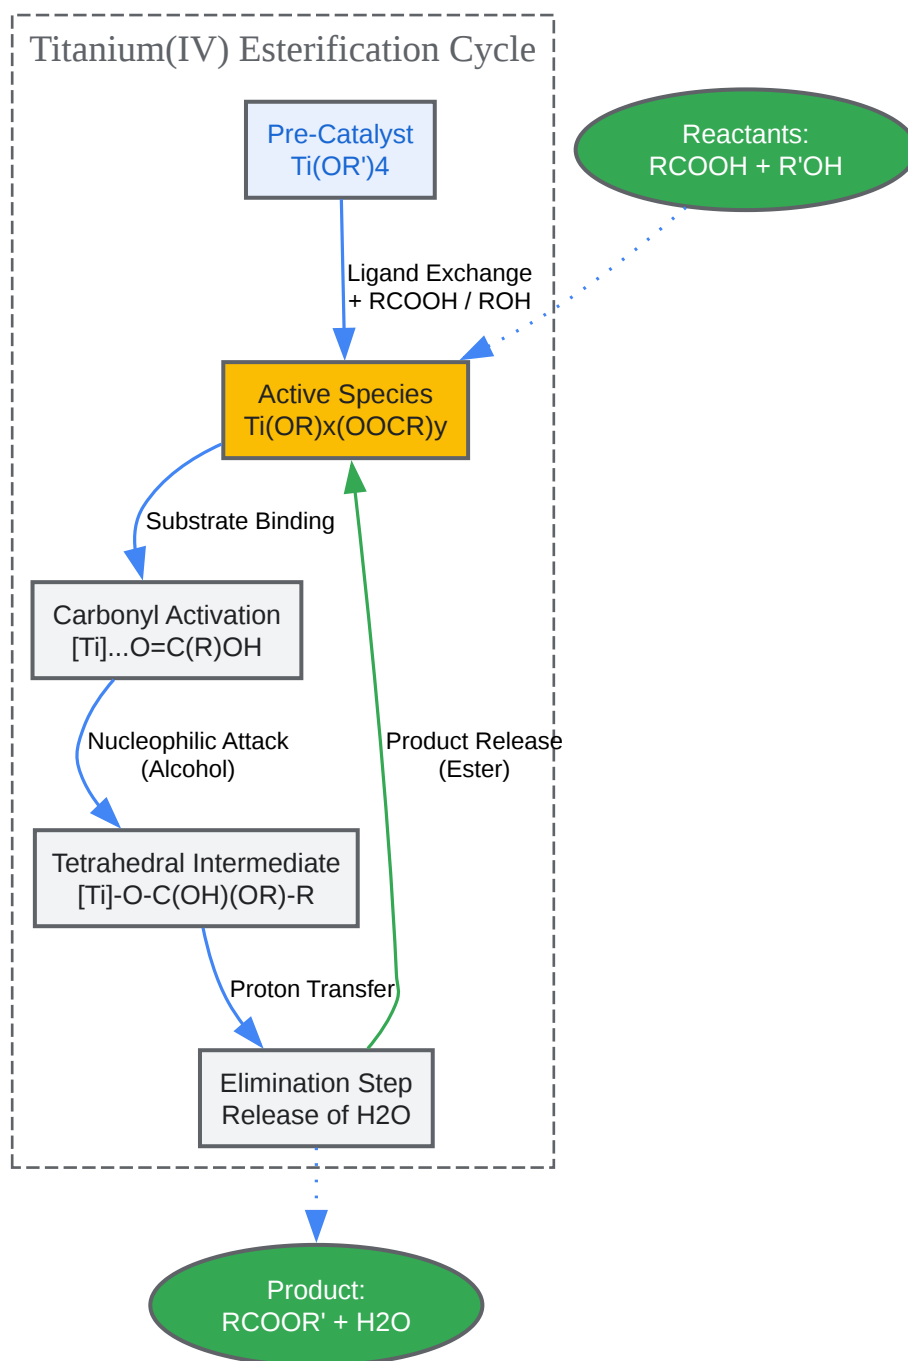 Titanium(IV) Esterification Cycle
Pre-Catalyst
Ti(OR')4
Reactants:
RCOOH + R'OH
Ligand Exchange
+ RCOOH / ROH
Active Species
Ti(OR)x(OOCR)y
Substrate Binding
Carbonyl Activation
[Ti]...O=C(R)OH
Nucleophilic Attack
(Alcohol)
Product Release
(Ester)
Tetrahedral Intermediate
[Ti]-O-C(OH)(OR)-R
Proton Transfer
Elimination Step
Release of H2O
Product:
RCOOR' + H2O